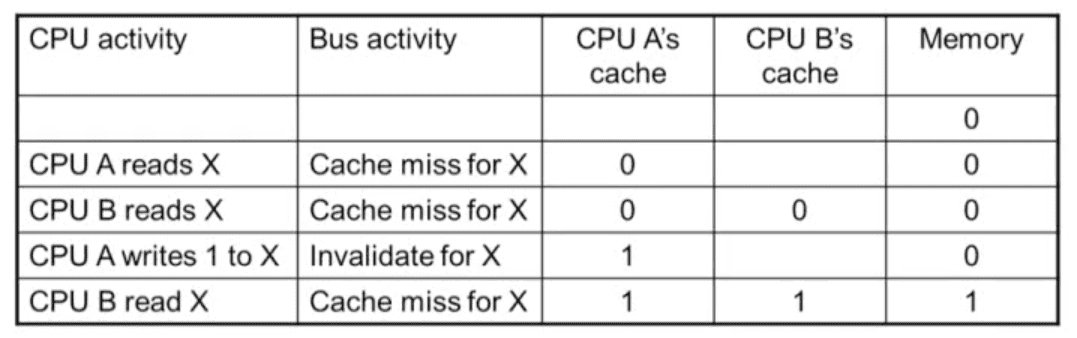 CPU activity Bus activity CPU A's cache CPU B's cache Memory
0
CPU A reads X Cache miss for X 0 0
CPU B reads X Cache miss for X 0 0 0
CPU A writes 1 to X Invalidate for X 1 0
CPU B read X Cache miss for X 1 1 1